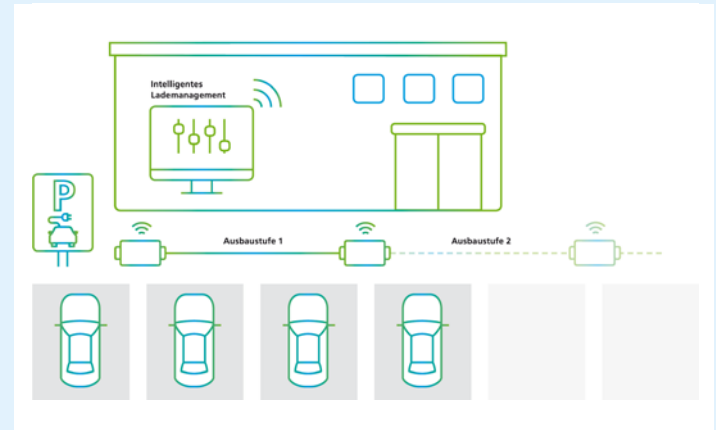 Intelligentes
Lademanagement
P
Ausbaustufe 1
Ausbaustufe 2